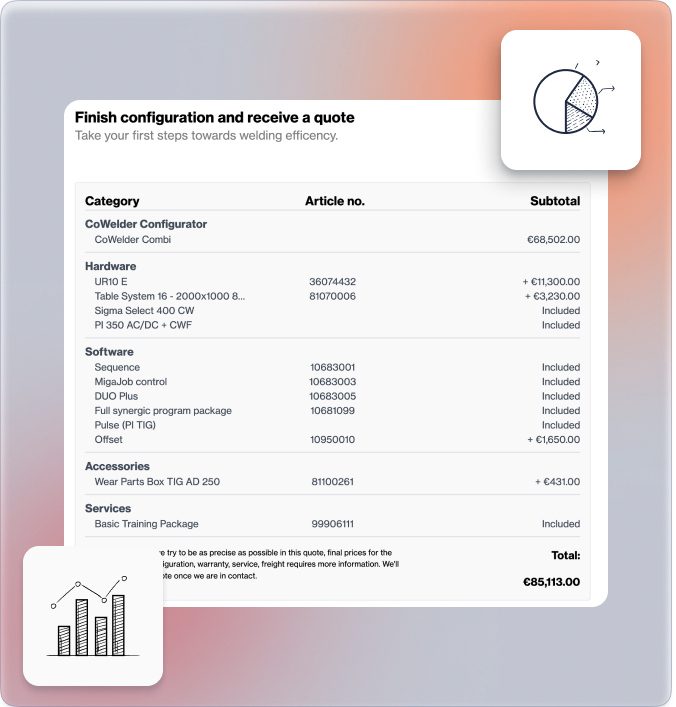 Finish configuration and receive a quote
Take your first steps towards welding efficency.
Category Article no. Subtotal
CoWelder Configurator
CoWelder Combi €68,502.00
Hardware
UR10 E 36074432 + €11,300.00
Table System 16 - 2000x1000 8... 81070006 + €3,230.00
Sigma Select 400 CW Included
PI 350 AC/DC + CWF Included
Software
Sequence 10683001 Included
MigaJob control 10683003 Included
DUO Plus 10683005 Included
Full synergic program package 10681099 Included
Pulse (PI TIG) Included
Offset 10950010 + €1,650.00
Accessories
Wear Parts Box TIG AD 250 81100261 + €431.00
Services
Basic Training Package 99906111 Included
try to be as precise as possible in this quote, final prices for the
warranty, service, freight requires more information. We'll
once we are in contact.
Total:
€85,113.00